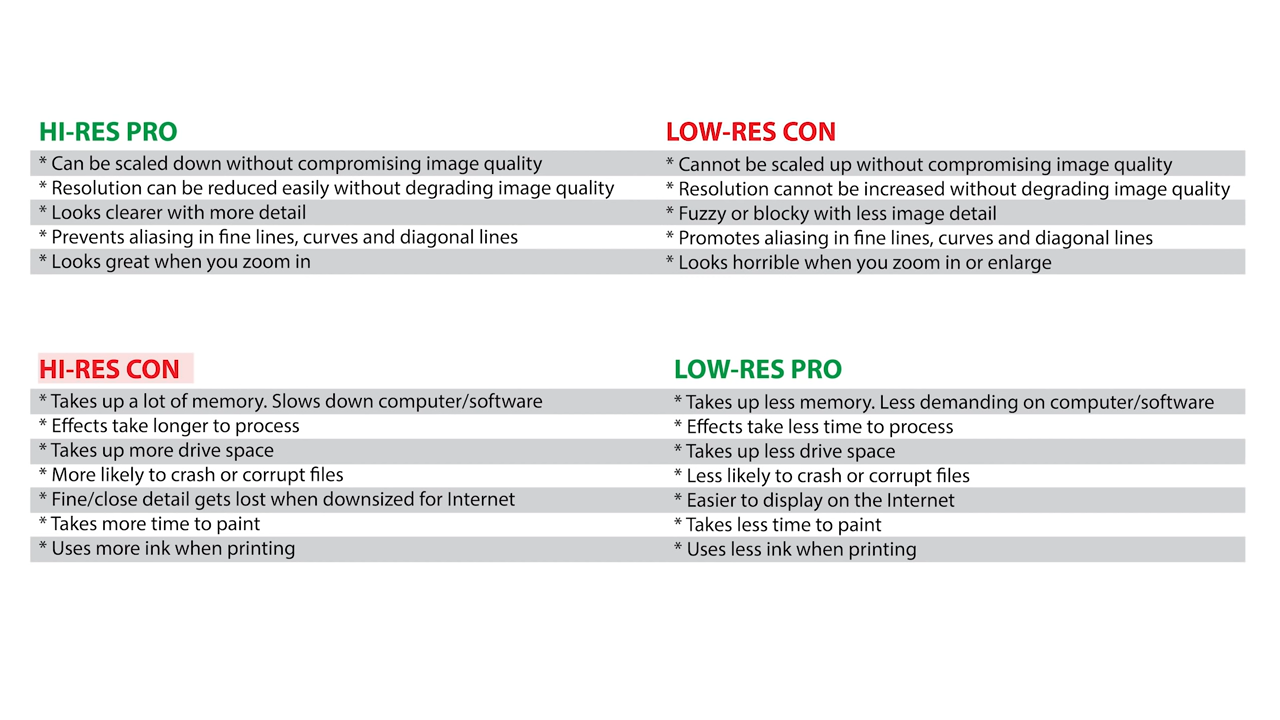 HI-RES PRO
* Can be scaled down without compromising image quality
* Resolution can be reduced easily without degrading image quality
* Looks clearer with more detail
* Prevents aliasing in fine lines, curves and diagonal lines
* Looks great when you zoom in
LOW-RES CON
* Cannot be scaled up without compromising image quality
* Resolution cannot be increased without degrading image quality
* Fuzzy or blocky with less image detail
* Promotes aliasing in fine lines, curves and diagonal lines
* Looks horrible when you zoom in or enlarge
HI-RES CON
* Takes up a lot of memory. Slows down computer/software
* Effects take longer to process
* Takes up more drive space
* More likely to crash or corrupt files
* Fine/close detail gets lost when downsized for Internet
* Takes more time to paint
* Uses more ink when printing
LOW-RES PRO
* Takes up less memory. Less demanding on computer/software
* Effects take less time to process
* Takes up less drive space
* Less likely to crash or corrupt files
* Easier to display on the Internet
* Takes less time to paint
* Uses less ink when printing